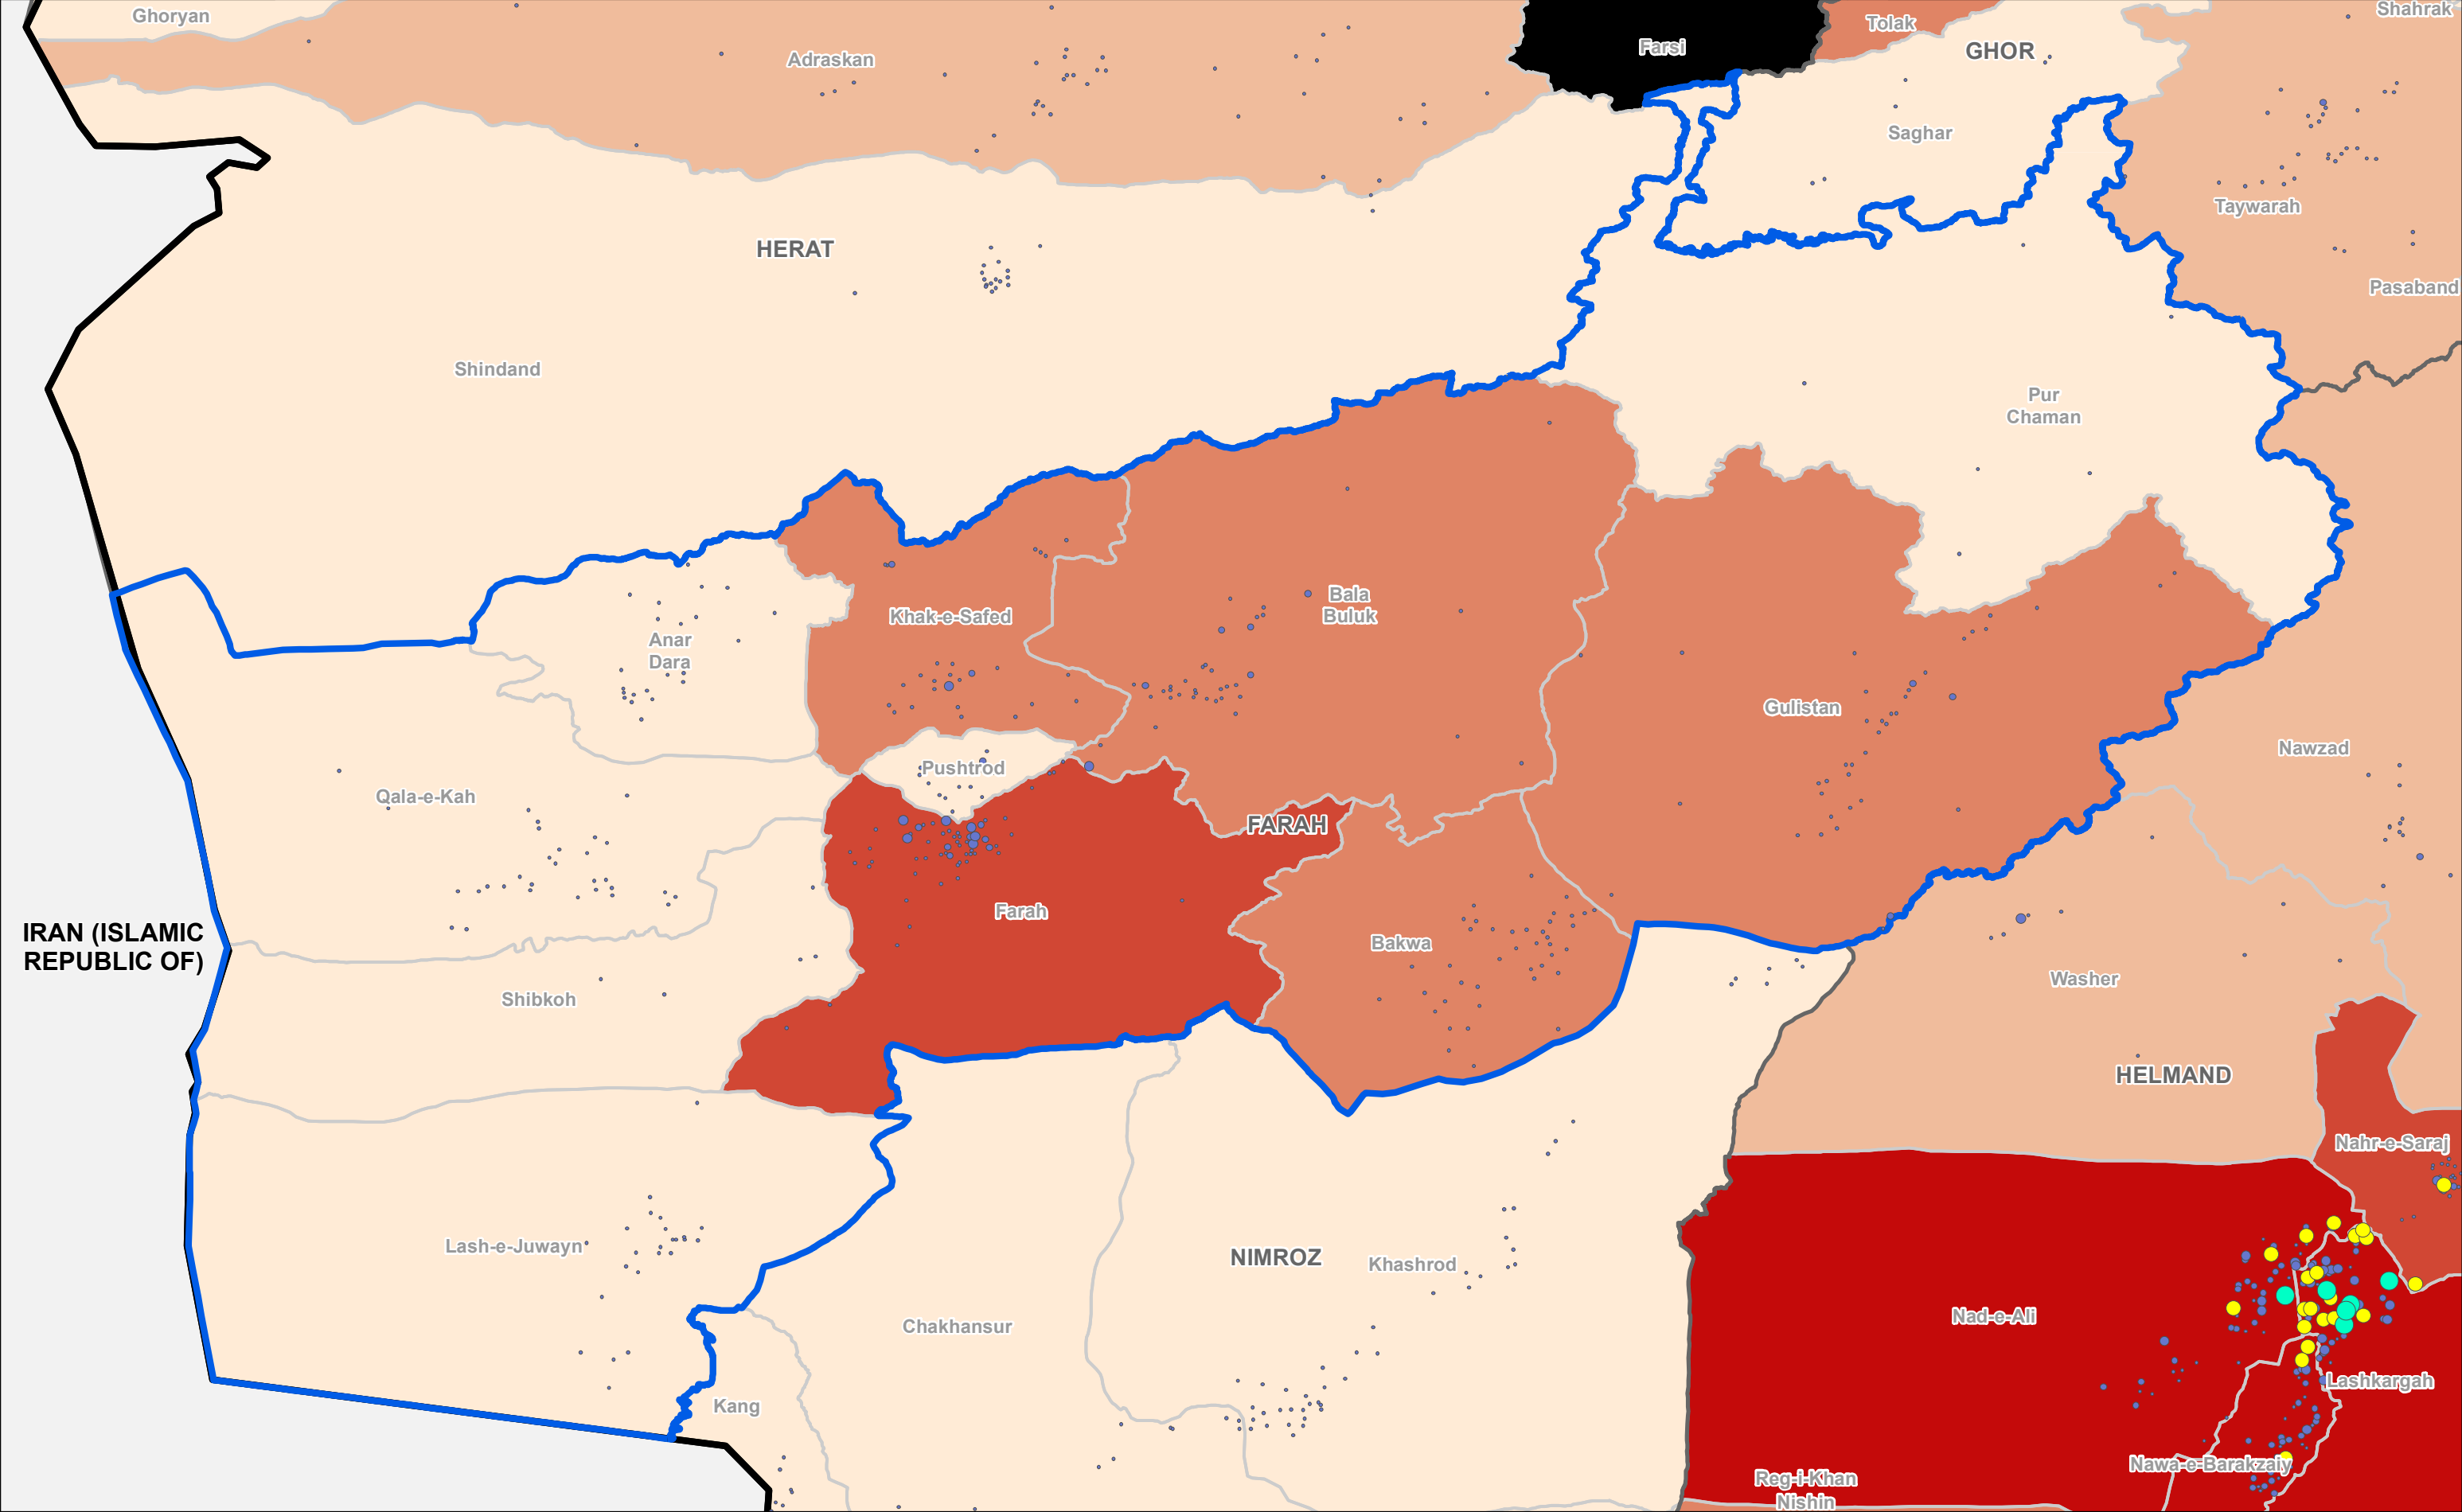 Ghoryan
Shahrak
Tolak
Farsi
GHOR
Adraskan
Saghar
Taywarah
HERAT
Pasaband
Shindand
Pur
Chaman
Bala
Buluk
Khak-e-Safed
Anar
Dara
Gulistan
Nawzad
Pushtrod
Qala-e-Kah
FARAH
Farah
IRAN (ISLAMIC
REPUBLIC OF)
Bakwa
Washer
Shibkoh
HELMAND
Nahr-e-Saraj
Lash-e-Juwayn
NIMROZ
Khashrod
Nad-e-Ali
Chakhansur
Lashkargah
Kang
Nawa-e-Barakzaiy
Reg-i-Khan
Nishin